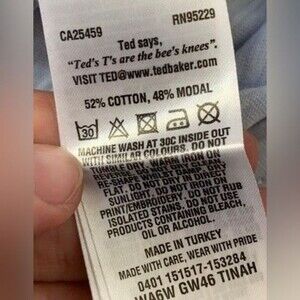 CA25459 RN95229
Ted says,
"Ted's T's are the bee's knees".
VISIT TED@WWW.TEDBAKER.COM
52% COTTON, 48% MODAL
30
MACHINE WASH AT 30C INSIDE OUT
WITH SIMILAR COLOURS. DO NOT
TUMBLE DRY. IRON ON
FLAT. DO NOT
SUNLIGHT. DO NOT
PRINT/EMBROIDERY. DO NOT RUB
ISOLATED STAINS. DO NOT USE
PRODUCTS CONTAINING BLEACH,
OIL OR ALCOHOL.
MADE IN TURKEY
MADE WITH CARE, WEAR WITH PRIDE
0401 151517-153284
WA6W GW46 TINAH